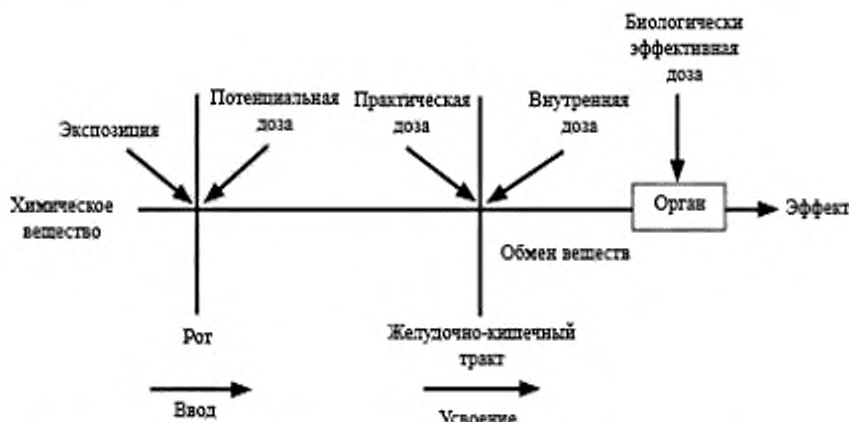 Биологически
эффективная
доза
Потенциальная
доза
Практическая
доза
Внутренняя
доза
Экспозиция
Химическое
вещество
Орган
Эффект
Обмен веществ
Рот
Желудочно-кишечный
тракт
Ввод
Усвоение